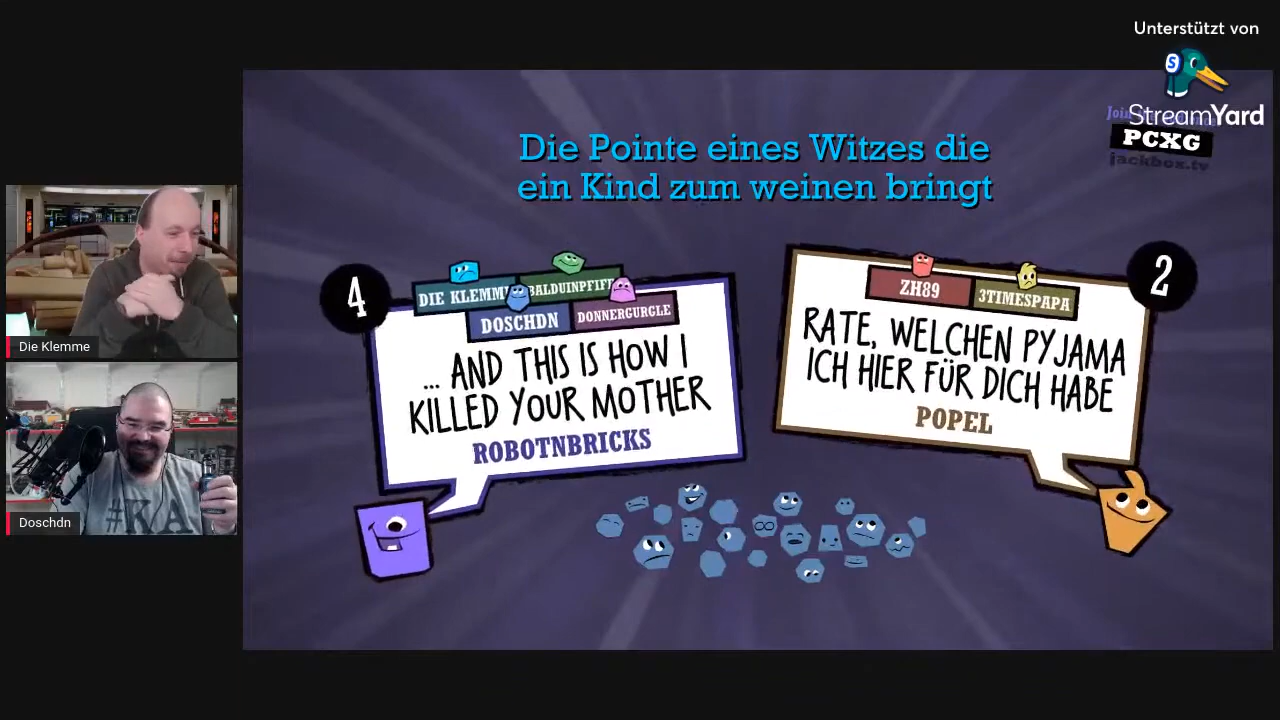 Unterstützt von
StreamYard
PCXG
jackbox.tv
Die Pointe eines Witzes die
ein Kind zum weinen bringt
4
DIE KLEMME
BALDUINPFIFF
DOSCHDN
DONNERGURGLE
... AND THIS IS HOW I
KILLED YOUR MOTHER
ROBOTNBRICKS
2
ZH89
3TIMESPAPA
RATE, WELCHEN PYJAMA
ICH HIER FÜR DICH HABE
POPEL
Die Klemme
#KA
Doschdn